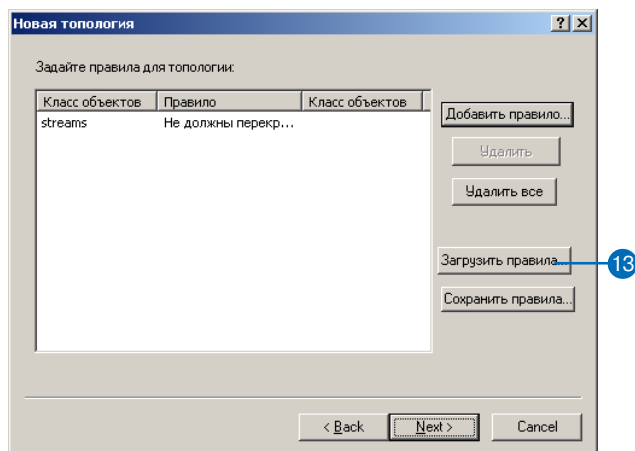 Новая топология
Задайте правила для топологии:
Класс объектов Правило Класс объектов
streams Не должны перекр...
Добавить правило...
Удалить
Удалить все
Загрузить правила...
13
Сохранить правила...
< Back Next > Cancel